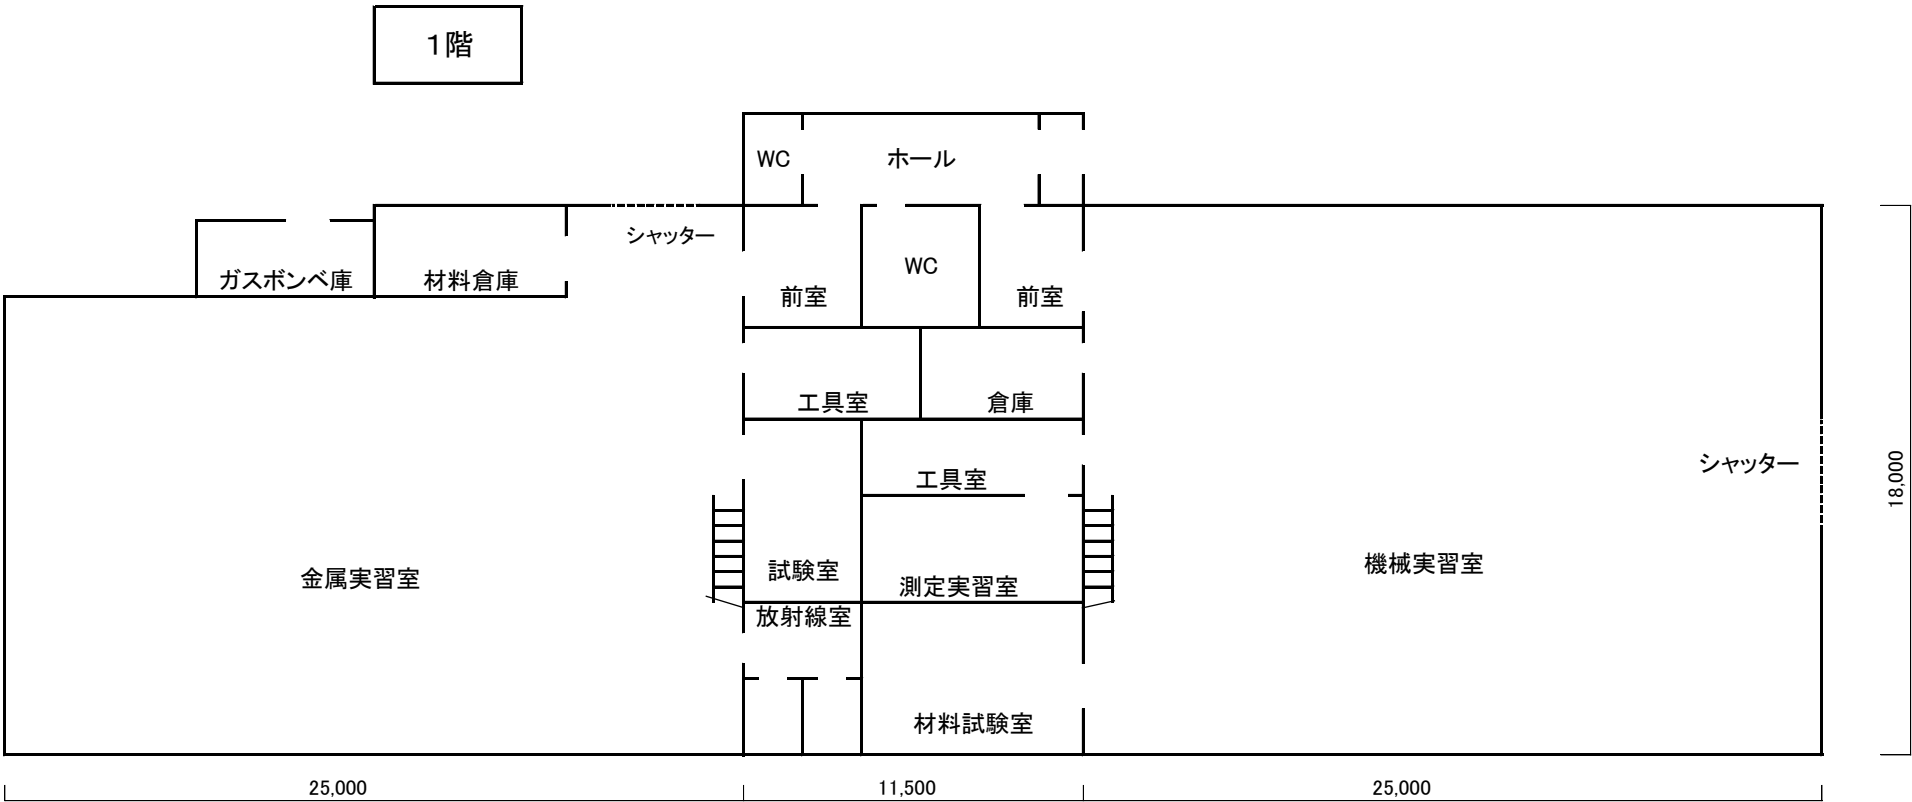 1階
WC
ホール
シャッター
ガスボンベ庫
材料倉庫
WC
前室
前室
工具室
倉庫
シャッター
工具室
18,000
金属実習室
試験室
測定実習室
機械実習室
放射線室
材料試験室
25,000
11,500
25,000